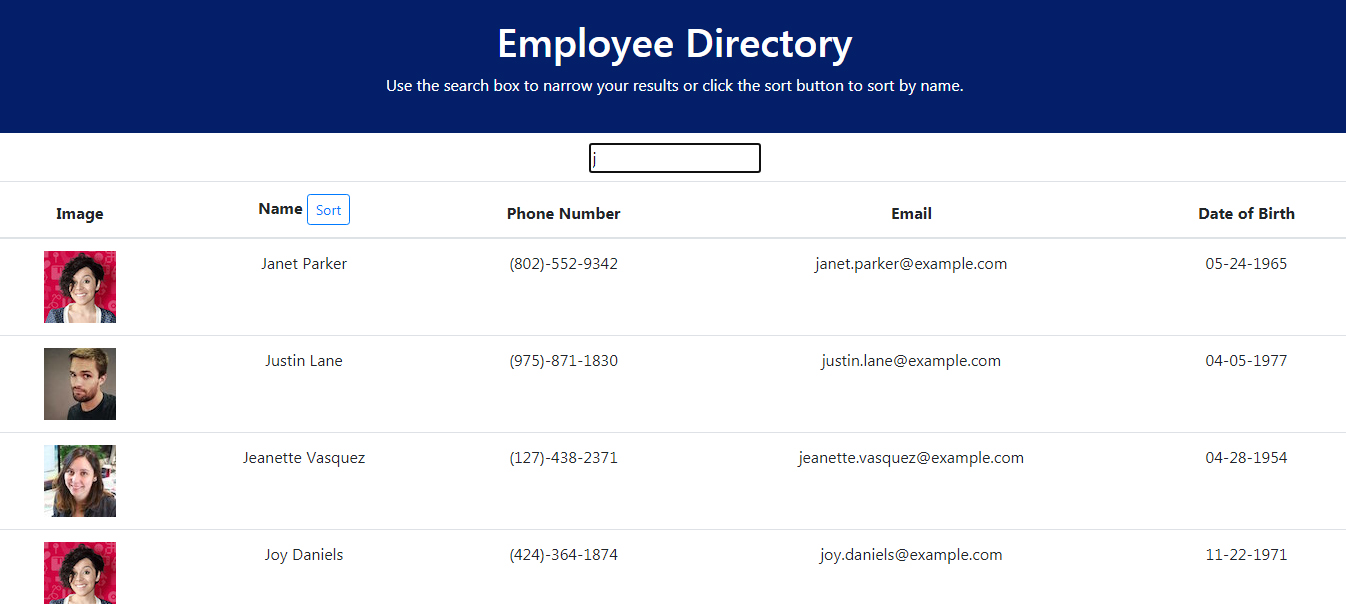 Employee Directory
Use the search box to narrow your results or click the sort button to sort by name.
j
Image Name Sort Phone Number Email Date of Birth
Janet Parker (802)-552-9342 janet.parker@example.com 05-24-1965
Justin Lane (975)-871-1830 justin.lane@example.com 04-05-1977
Jeanette Vasquez (127)-438-2371 jeanette.vasquez@example.com 04-28-1954
Joy Daniels (424)-364-1874 joy.daniels@example.com 11-22-1971